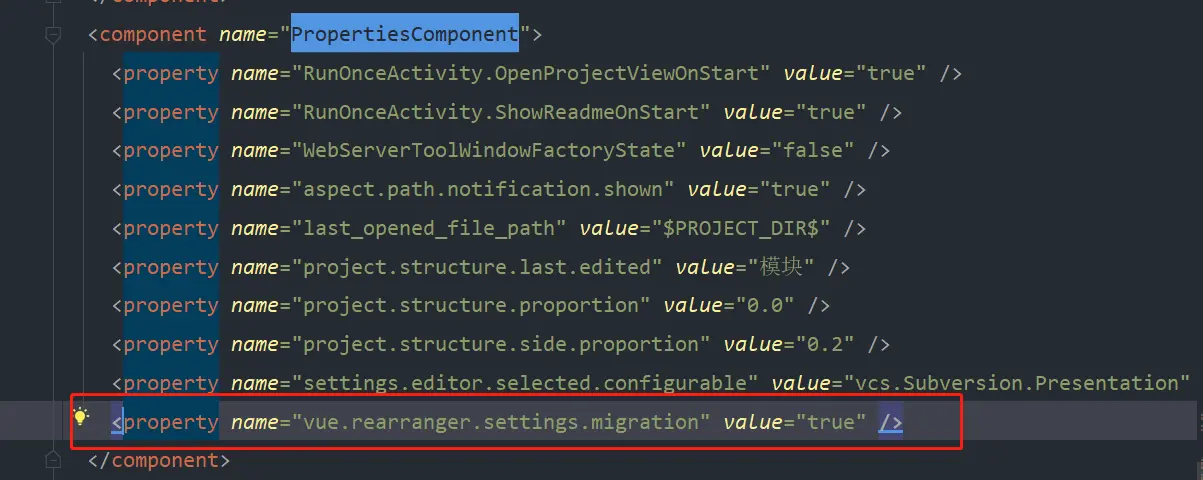 </component>
<component name="PropertiesComponent">
<property name="RunOnceActivity.OpenProjectViewOnStart" value="true" />
<property name="RunOnceActivity.ShowReadmeOnStart" value="true" />
<property name="WebServerToolWindowFactoryState" value="false" />
<property name="aspect.path.notification.shown" value="true" />
<property name="last_opened_file_path" value="$PROJECT_DIR$" />
<property name="project.structure.last.edited" value="模块" />
<property name="project.structure.proportion" value="0.0" />
<property name="project.structure.side.proportion" value="0.2" />
<property name="settings.editor.selected.configurable" value="vcs.Subversion.Presentation"
<property name="vue.rearranger.settings.migration" value="true" />
</component>